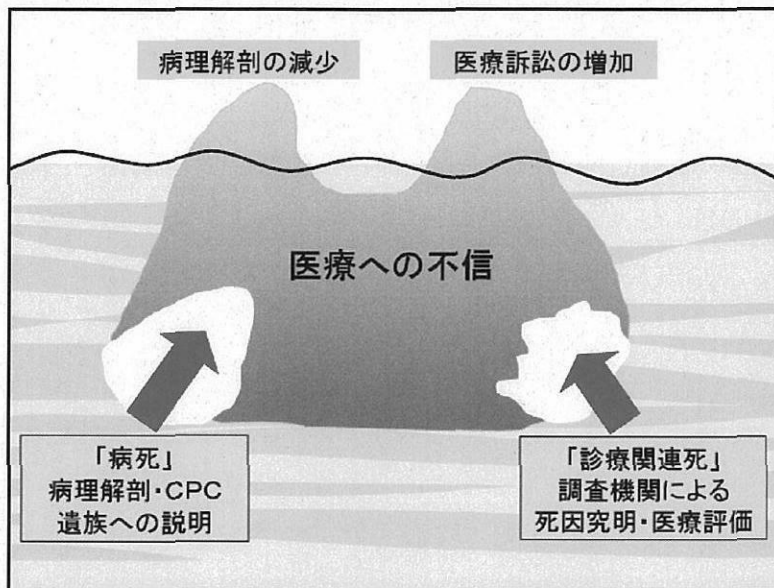 病理解剖の減少
医療訴訟の増加
医療への不信
「病死」
病理解剖・CPC
遺族への説明
「診療関連死」
調査機関による
死因究明・医療評価